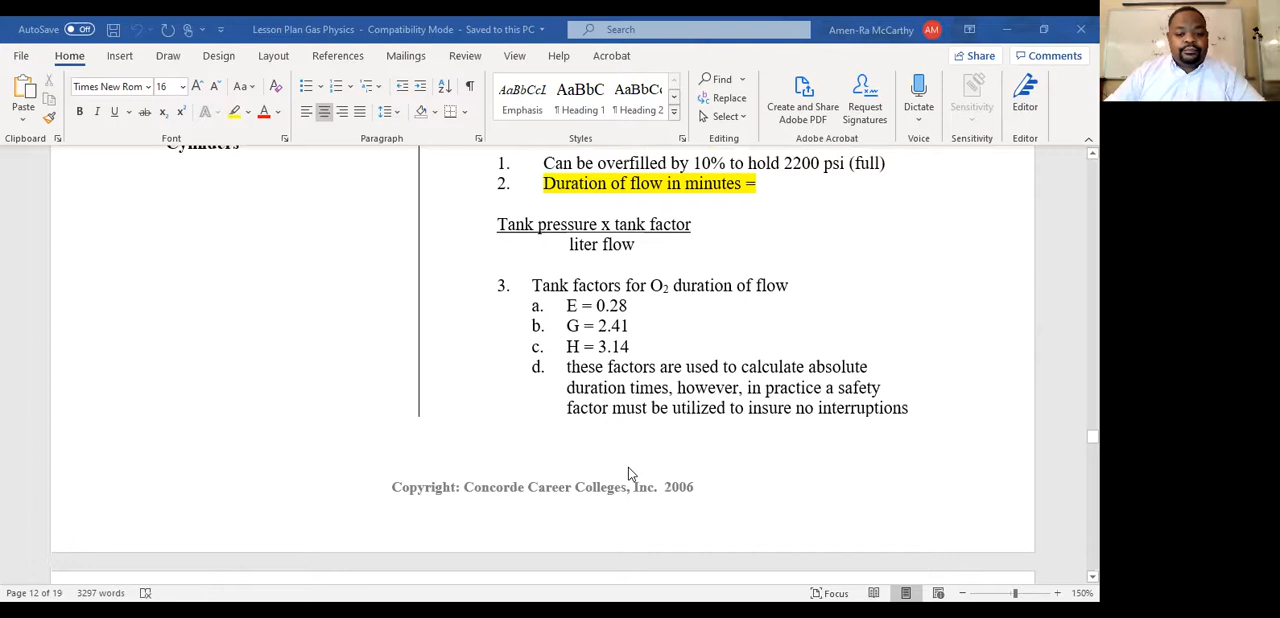 AutoSave Off Lesson Plan Gas Physics - Compatibility Mode - Saved to this PC Search Amen-Ra McCarthy AM
File Home Insert Draw Design Layout References Mailings Review View Help Acrobat Share Comments
Paste
Clipboard
Times New Rom 16
Font
Paragraph
AaBbCcI AaBbC AaBbCc
Emphasis ¶ Heading 1 ¶ Heading 2
Styles
Find
Replace
Select
Editing
Create and Share Adobe PDF
Request Signatures
Adobe Acrobat
Dictate
Voice
Sensitivity
Sensitivity
Editor
Editor
Cylinders
1. Can be overfilled by 10% to hold 2200 psi (full)
2. Duration of flow in minutes =
Tank pressure x tank factor
liter flow
3. Tank factors for O₂ duration of flow
a. E = 0.28
b. G = 2.41
c. H = 3.14
d. these factors are used to calculate absolute
duration times, however, in practice a safety
factor must be utilized to insure no interruptions
Copyright: Concorde Career Colleges, Inc. 2006
Page 12 of 19 3297 words Focus 150%